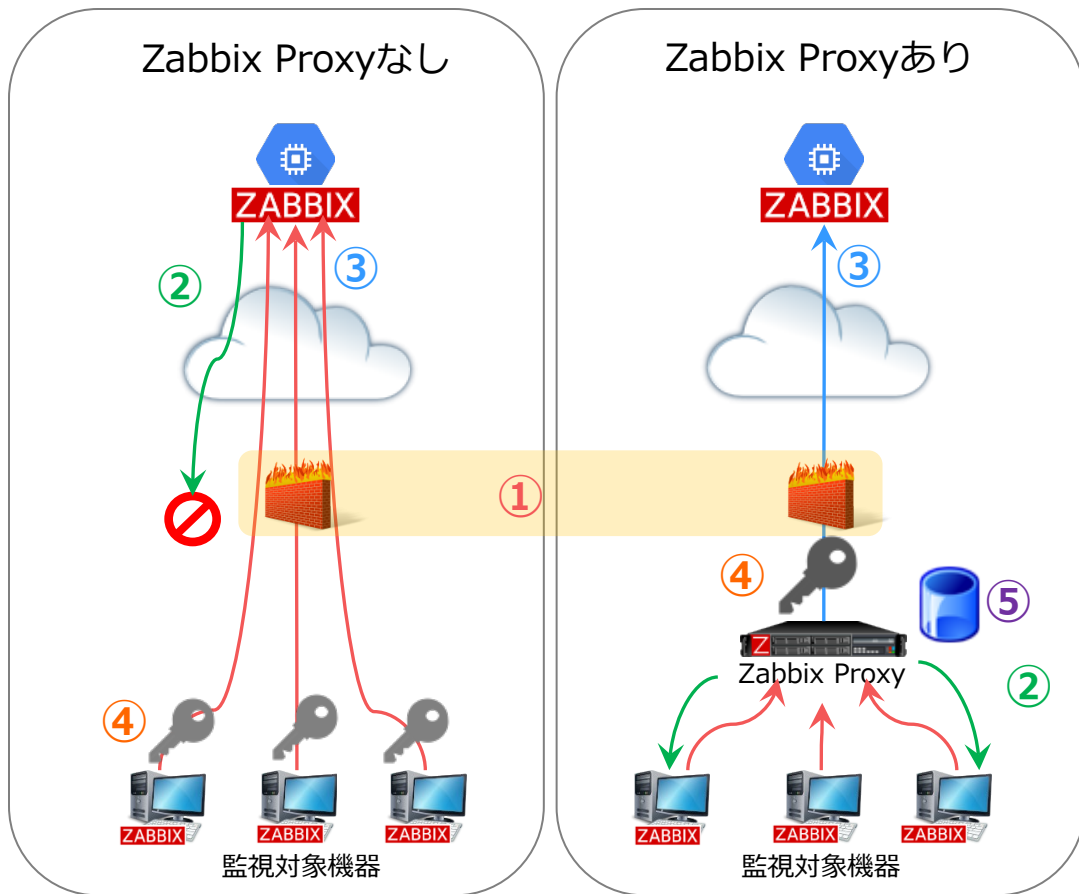 Zabbix Proxyなし
ZABBIX
②
③
④
ZABBIX
ZABBIX
ZABBIX
監視対象機器
①
Zabbix Proxyあり
ZABBIX
③
④
⑤
Z
Zabbix Proxy
②
ZABBIX
ZABBIX
ZABBIX
監視対象機器